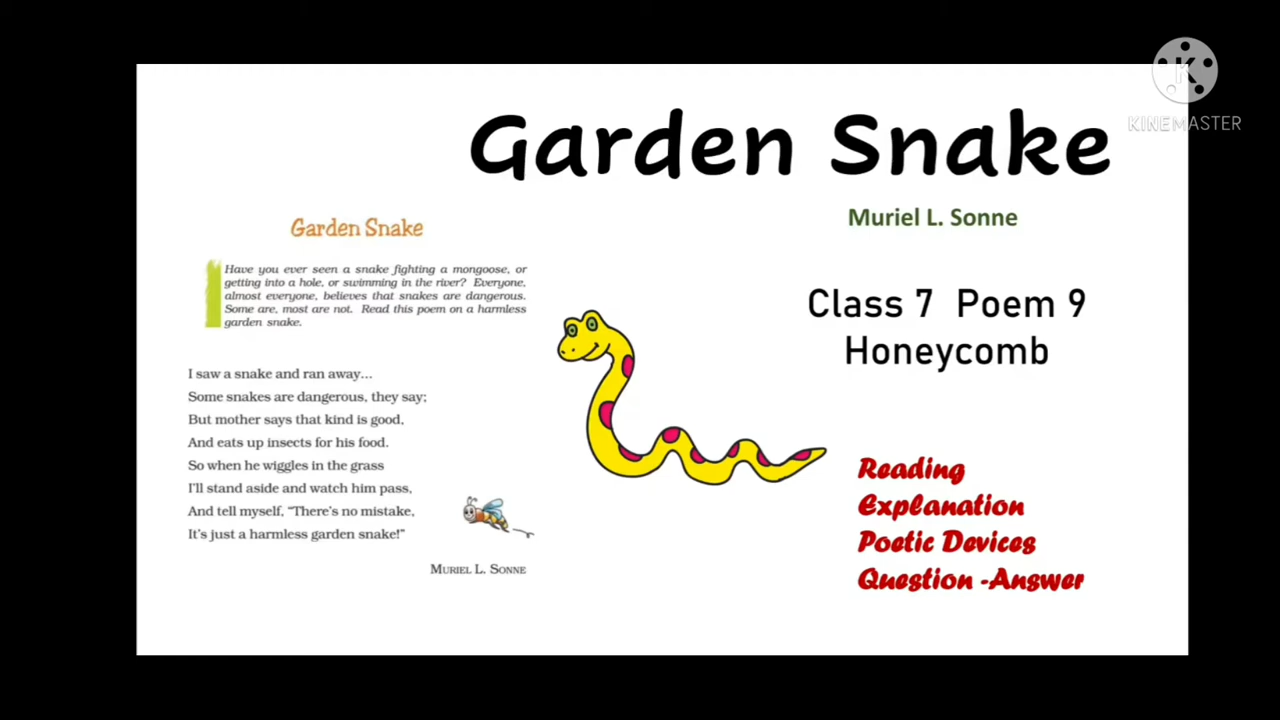 KINEMASTER
Garden Snake
Muriel L. Sonne
Class 7 Poem 9
Honeycomb
Reading
Explanation
Poetic Devices
Question -Answer
Garden Snake
Have you ever seen a snake fighting a mongoose, or
getting into a hole, or swimming in the river? Everyone,
almost everyone, believes that snakes are dangerous.
Some are, most are not. Read this poem on a harmless
garden snake.
I saw a snake and ran away...
Some snakes are dangerous, they say;
But mother says that kind is good,
And eats up insects for his food.
So when he wiggles in the grass
I'll stand aside and watch him pass,
And tell myself, “There's no mistake,
It's just a harmless garden snake!”
MURIEL L. SONNE